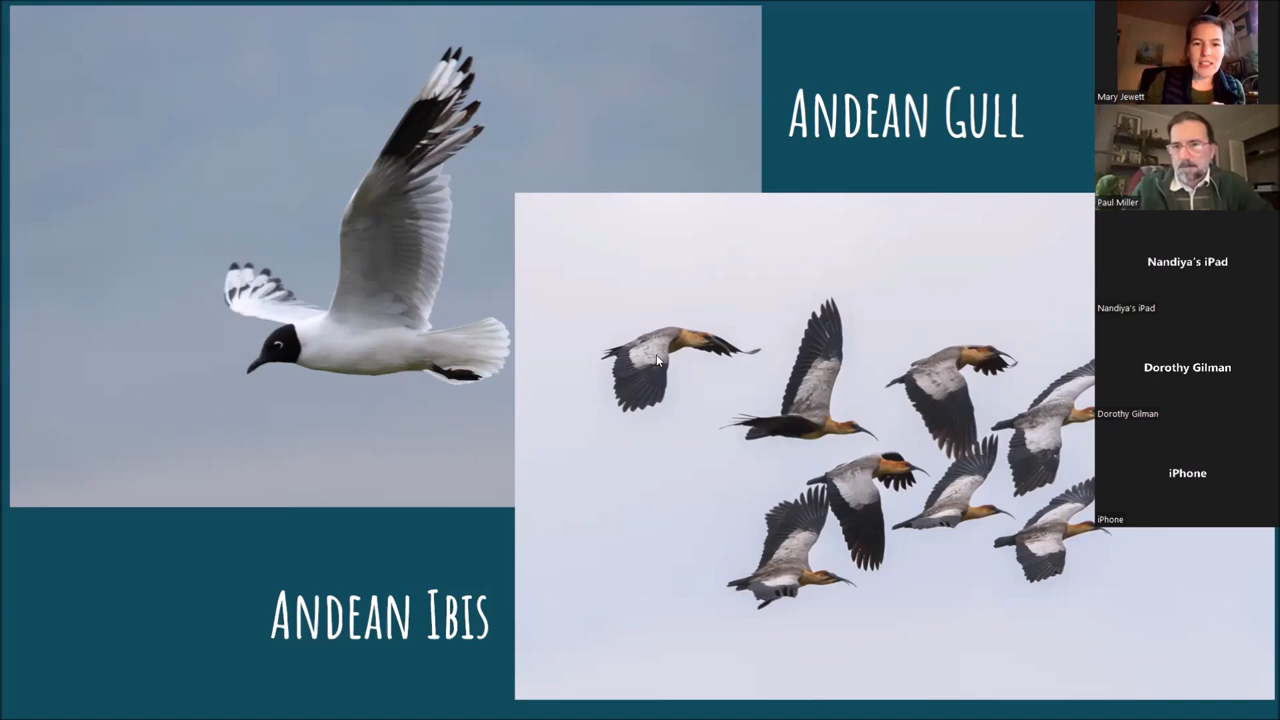 Andean Gull
Andean Ibis
Mary Jewett
Paul Miller
Nandiya's iPad
Nandiya's iPad
Dorothy Gilman
Dorothy Gilman
iPhone
iPhone